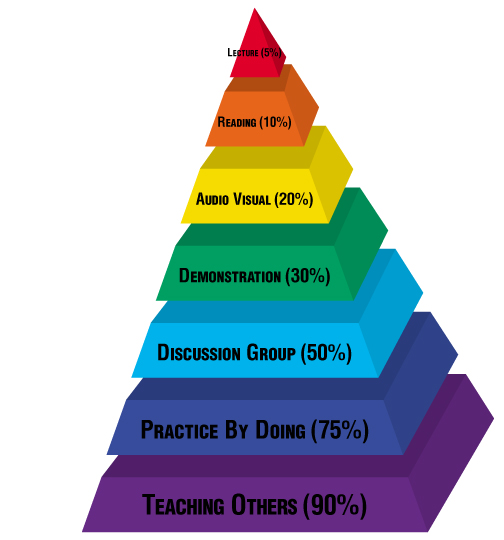 Lecture (5%)
Reading (10%)
Audio Visual (20%)
Demonstration (30%)
Discussion Group (50%)
Practice By Doing (75%)
Teaching Others (90%)